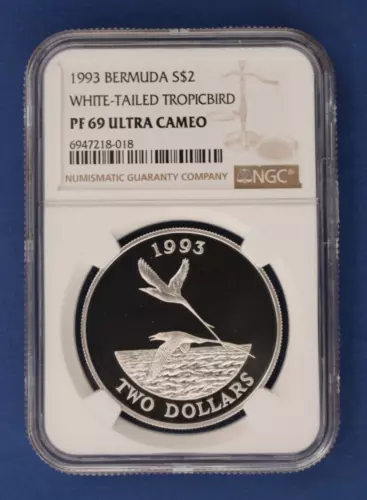 1993 BERMUDA S$2
WHITE-TAILED TROPICBIRD
PF 69 ULTRA CAMEO
6947218-018
NUMISMATIC GUARANTY COMPANY
NGC®
1993
TWO DOLLARS